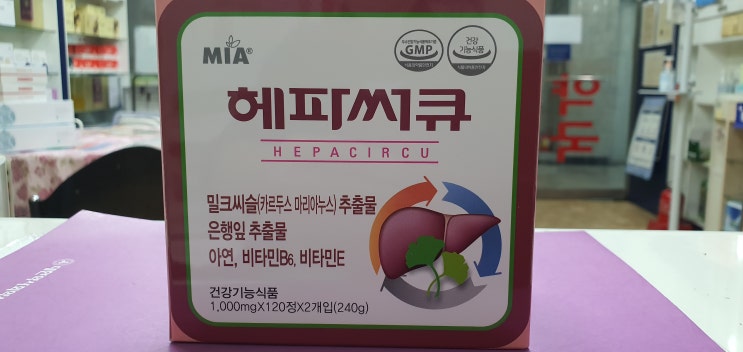 MIA®
GMP
건강
기능식품
헤파씨큐
HEPACIRCU
밀크씨슬(카르두스 마리아누스) 추출물
은행잎 추출물
아연, 비타민B6, 비타민E
건강기능식품
1,000mgX120정X2개입(240g)